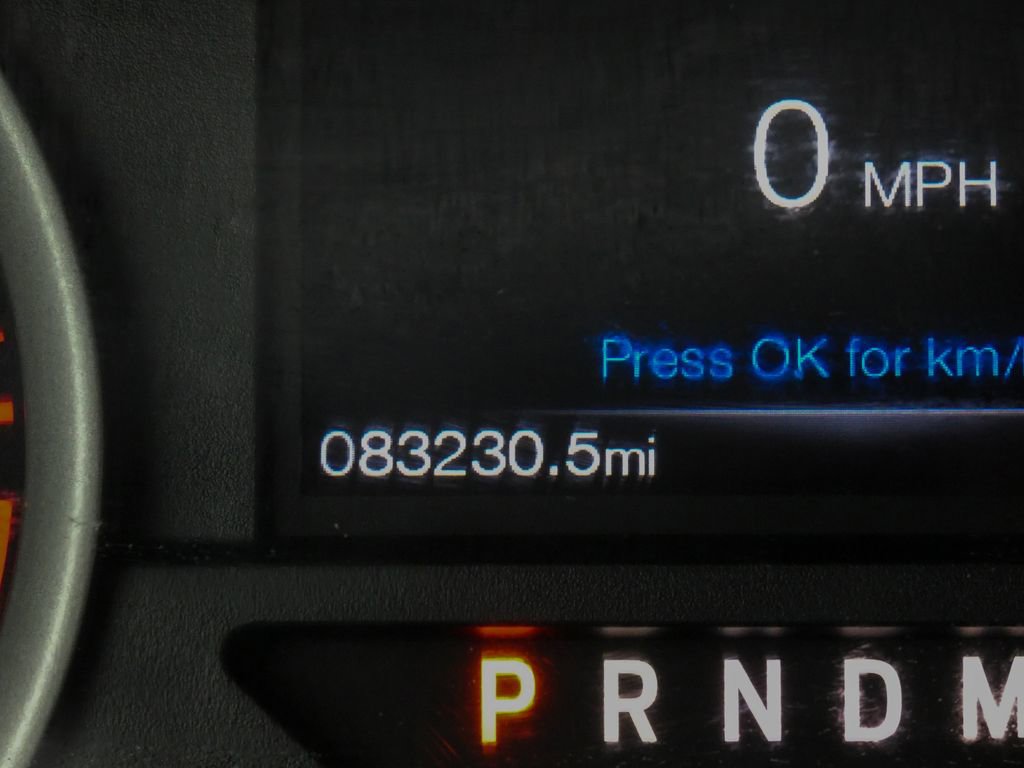 0 MPH
Press OK for km/
083230.5mi
P R N D M